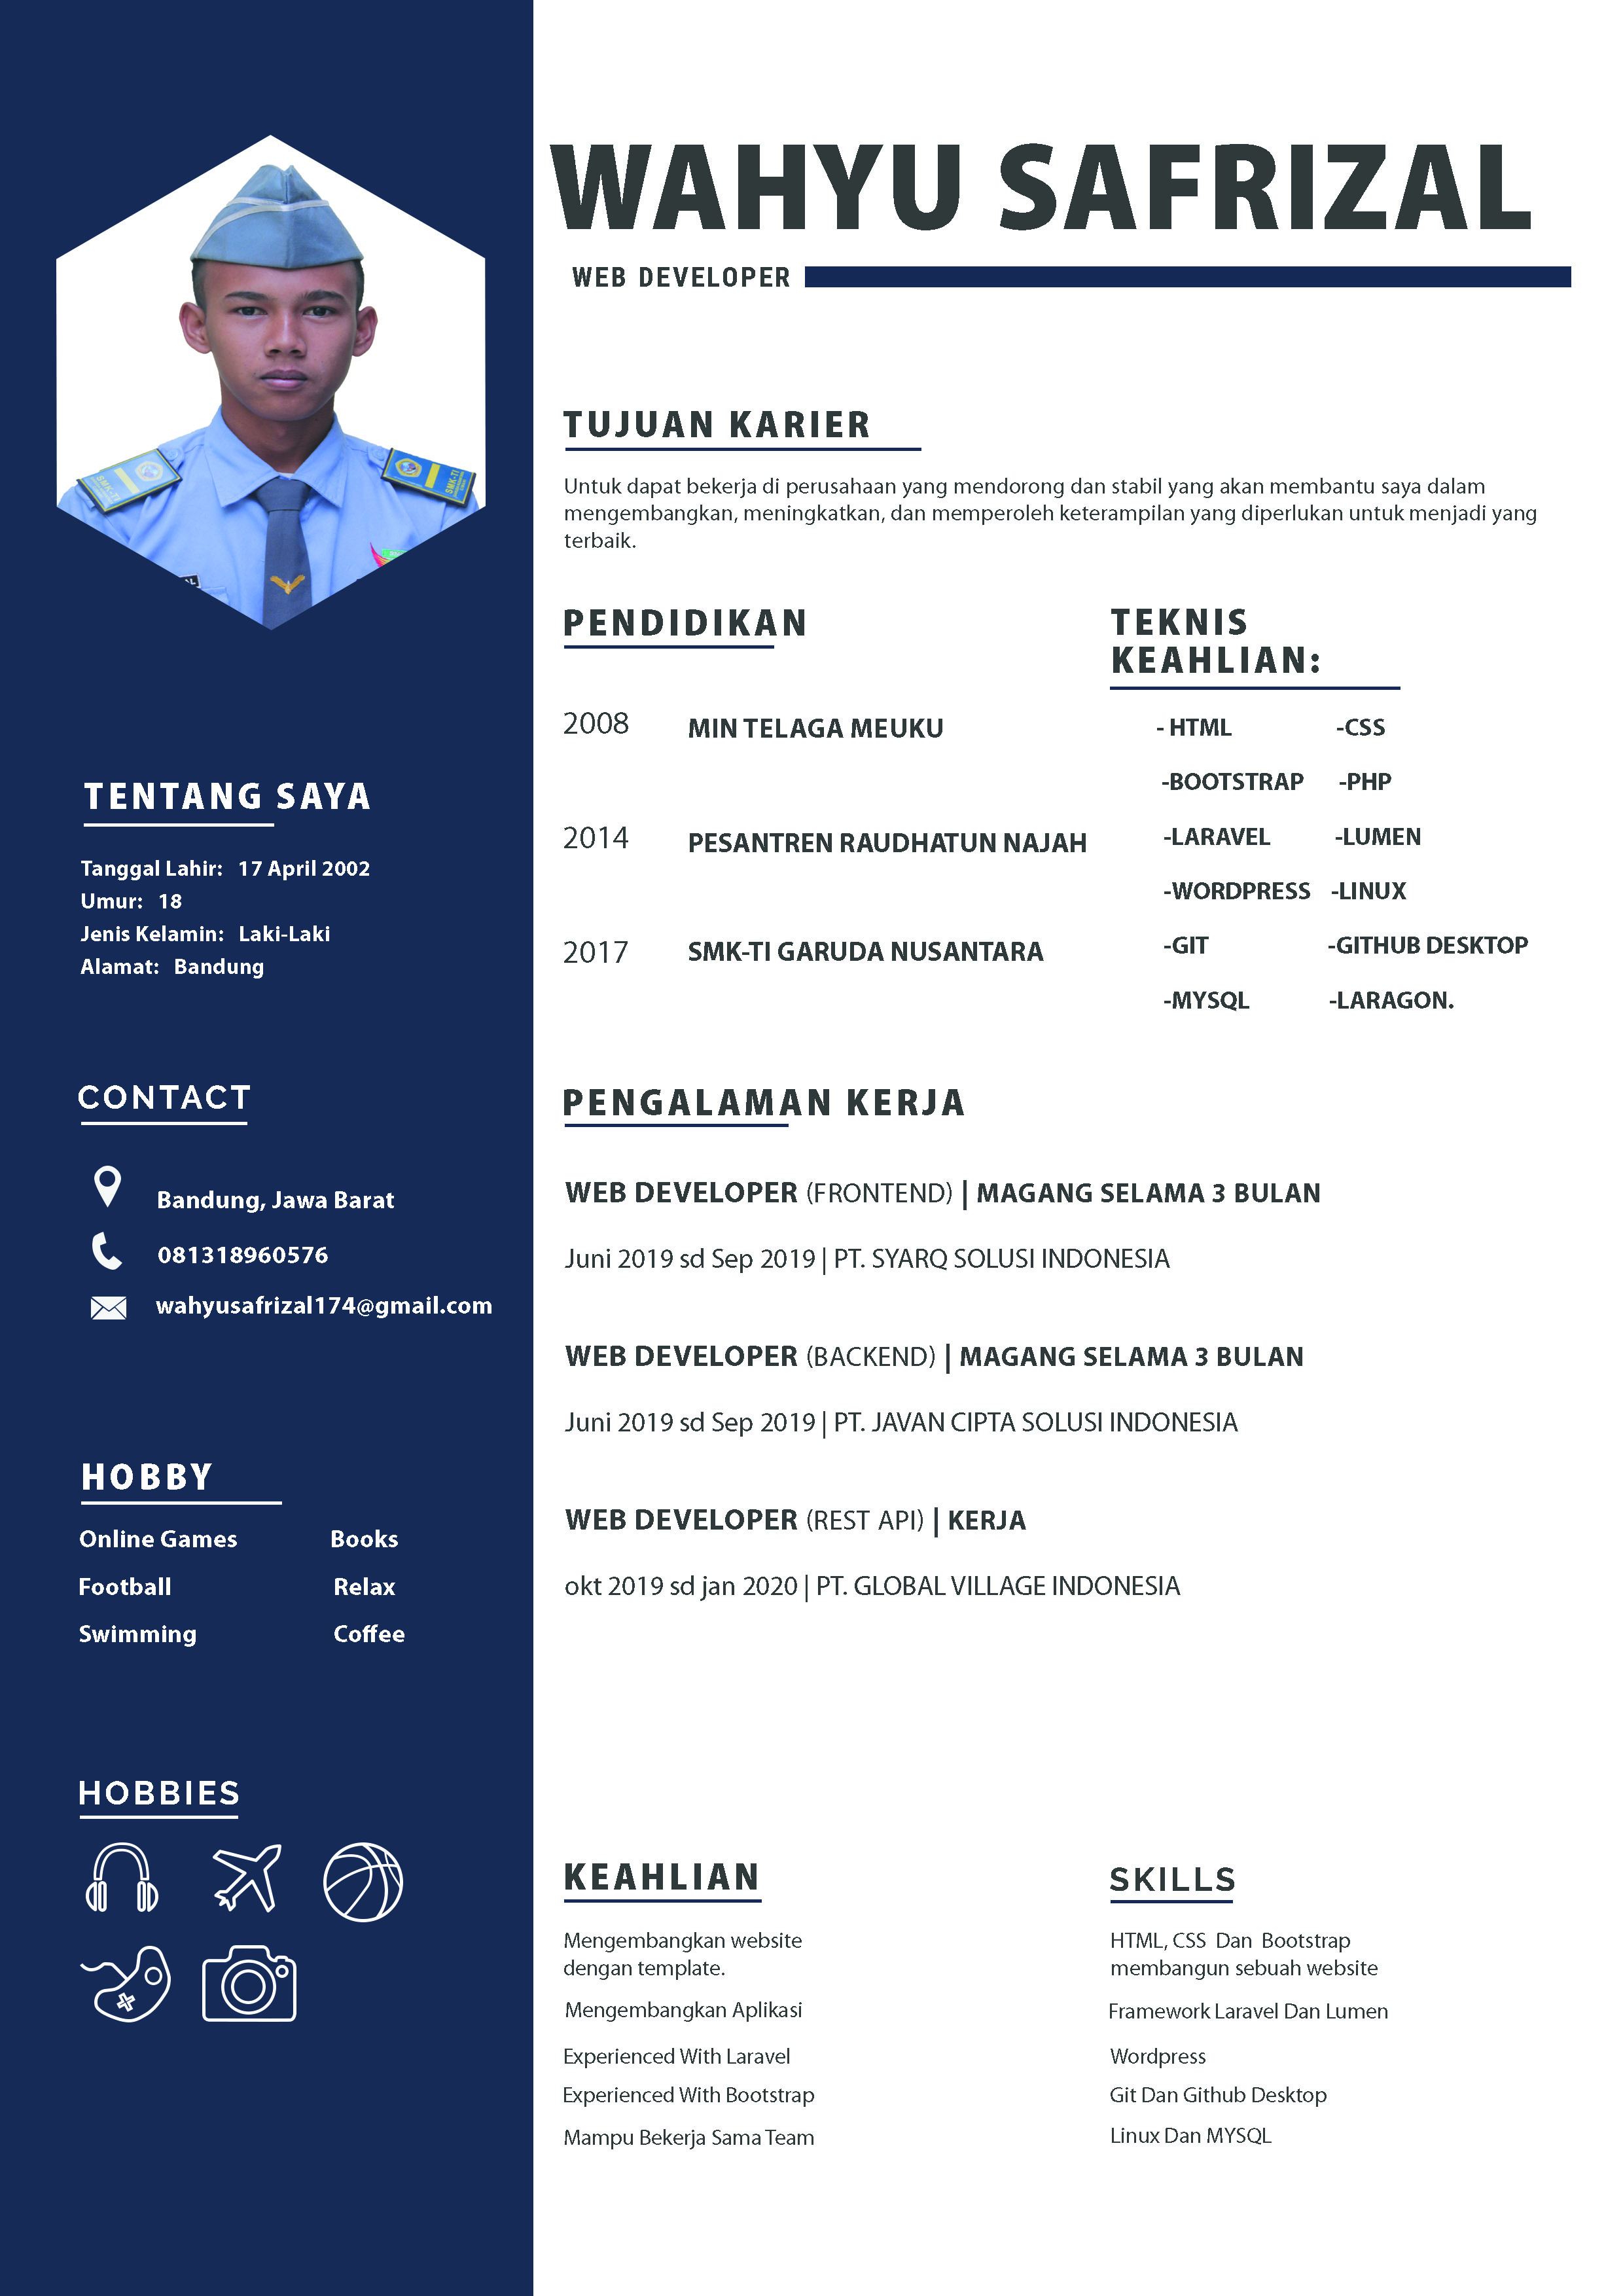 WAHYU SAFRIZAL
WEB DEVELOPER
SMK-TI
SMK-TI
TENTANG SAYA
Tanggal Lahir: 17 April 2002
Umur: 18
Jenis Kelamin: Laki-Laki
Alamat: Bandung
CONTACT
Bandung, Jawa Barat
081318960576
wahyusafrizal174@gmail.com
HOBBY
Online Games Books
Football Relax
Swimming Coffee
HOBBIES
TUJUAN KARIER
Untuk dapat bekerja di perusahaan yang mendorong dan stabil yang akan membantu saya dalam
mengembangkan, meningkatkan, dan memperoleh keterampilan yang diperlukan untuk menjadi yang
terbaik.
PENDIDIKAN
2008 MIN TELAGA MEUKU
2014 PESANTREN RAUDHATUN NAJAH
2017 SMK-TI GARUDA NUSANTARA
TEKNIS
KEAHLIAN:
- HTML -CSS
-BOOTSTRAP -PHP
-LARAVEL -LUMEN
-WORDPRESS -LINUX
-GIT -GITHUB DESKTOP
-MYSQL -LARAGON.
PENGALAMAN KERJA
WEB DEVELOPER (FRONTEND) | MAGANG SELAMA 3 BULAN
Juni 2019 sd Sep 2019 | PT. SYARQ SOLUSI INDONESIA
WEB DEVELOPER (BACKEND) | MAGANG SELAMA 3 BULAN
Juni 2019 sd Sep 2019 | PT. JAVAN CIPTA SOLUSI INDONESIA
WEB DEVELOPER (REST API) | KERJA
okt 2019 sd jan 2020 | PT. GLOBAL VILLAGE INDONESIA
KEAHLIAN
Mengembangkan website
dengan template.
Mengembangkan Aplikasi
Experienced With Laravel
Experienced With Bootstrap
Mampu Bekerja Sama Team
SKILLS
HTML, CSS Dan Bootstrap
membangun sebuah website
Framework Laravel Dan Lumen
Wordpress
Git Dan Github Desktop
Linux Dan MYSQL